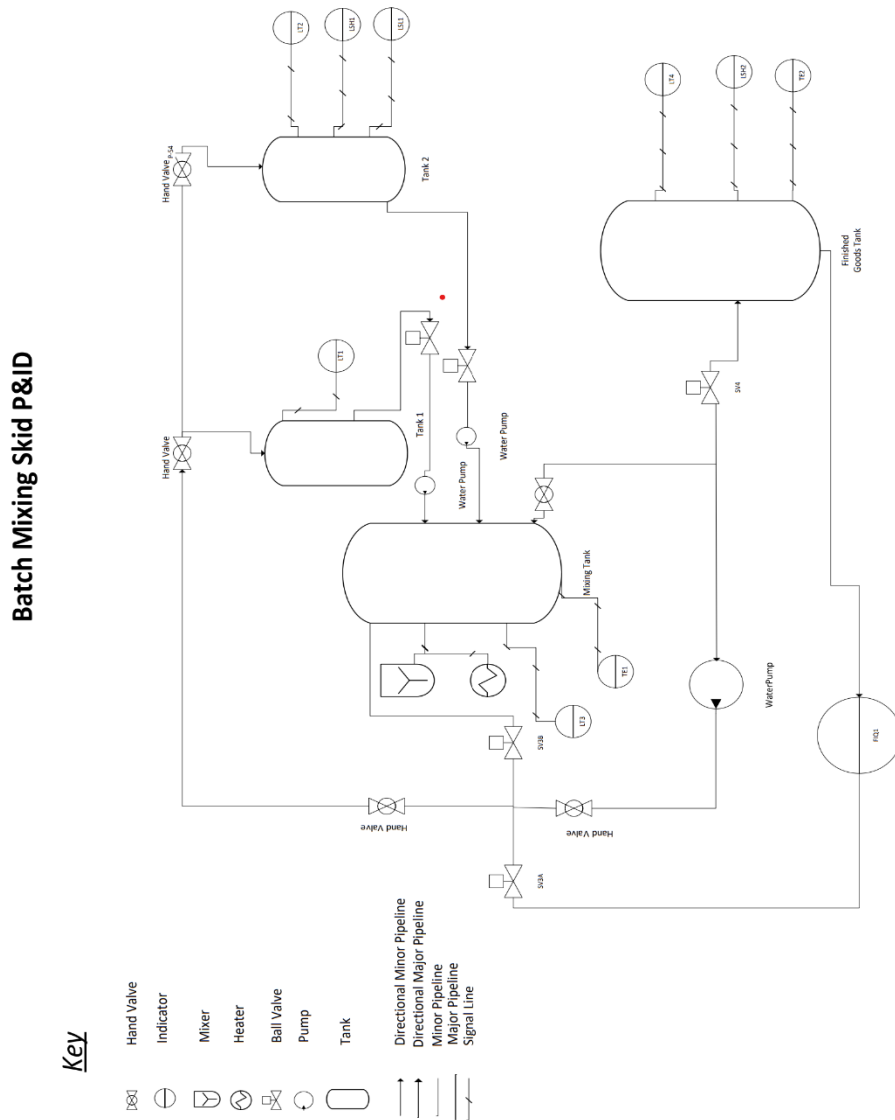 Batch Mixing Skid P&ID
LT2
LSH1
LSL1
Hand Valve
P-54
Tank 2
Hand Valve
LT1
Tank 1
Water Pump
Water Pump
LT4
LSH2
TE2
Finished
Goods Tank
SV4
Mixing Tank
TE1
LT3
SV3B
WaterPump
FIQ1
Hand Valve
Hand Valve
SV3A
Key
Hand Valve
Indicator
Mixer
Heater
Ball Valve
Pump
Tank
Directional Minor Pipeline
Directional Major Pipeline
Minor Pipeline
Major Pipeline
Signal Line